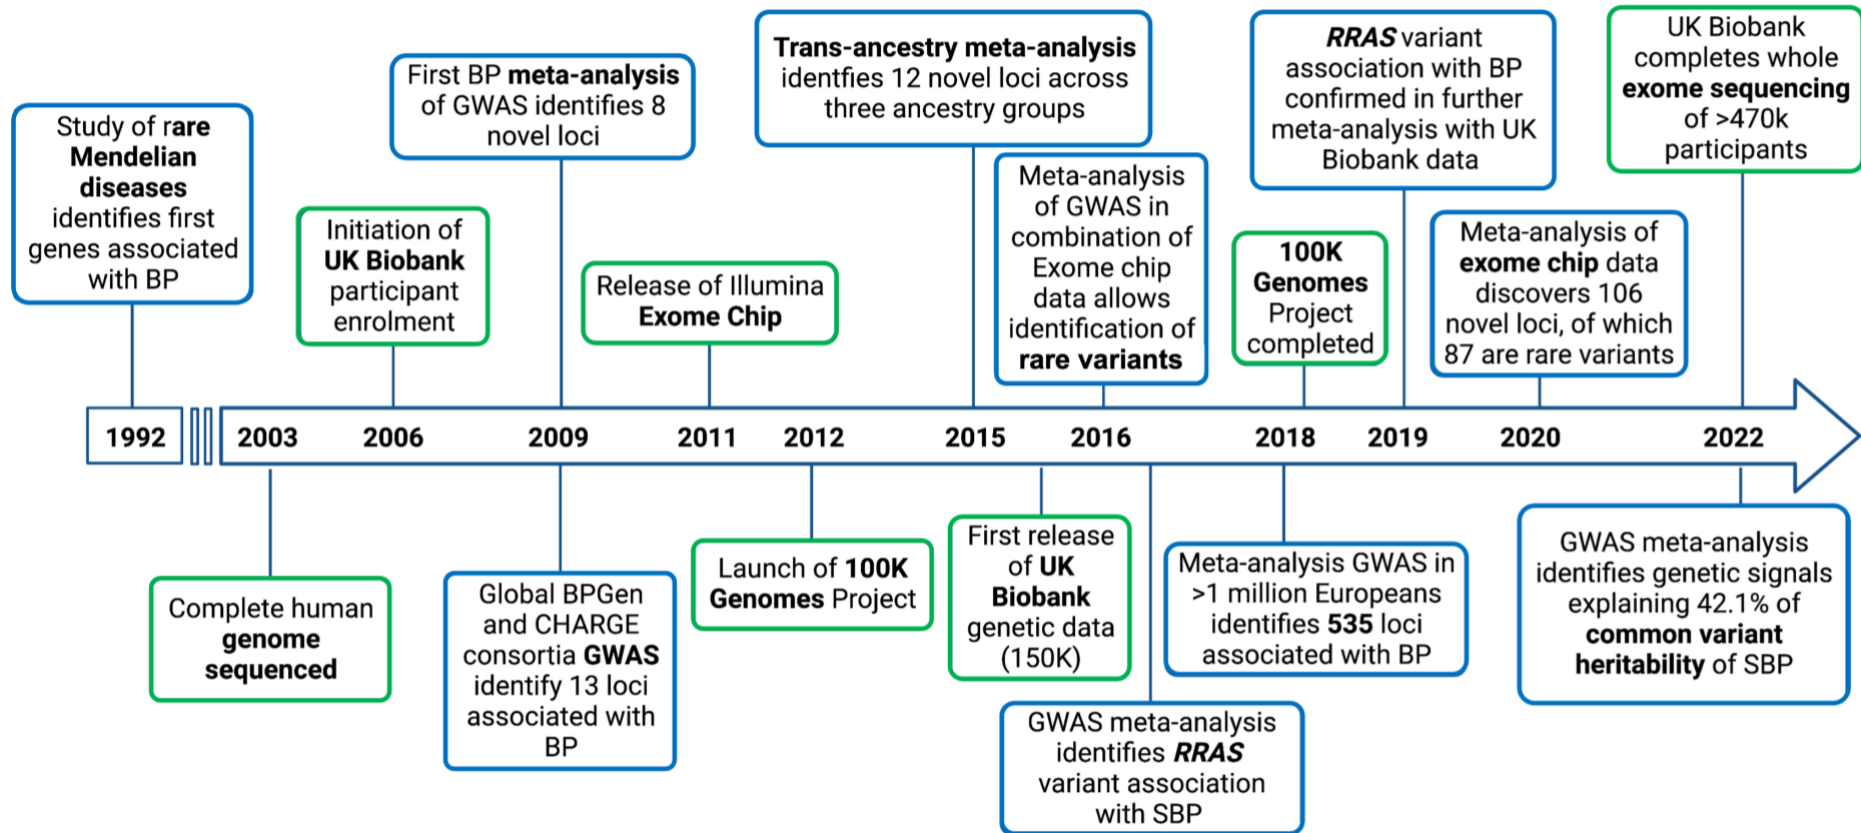 Study of rare
Mendelian
diseases
identifies first
genes associated
with BP
Initiation of
UK Biobank
participant
enrolment
First BP meta-analysis
of GWAS identifies 8
novel loci
Release of Illumina
Exome Chip
Trans-ancestry meta-analysis
identfies 12 novel loci across
three ancestry groups
Meta-analysis
of GWAS in
combination of
Exome chip
data allows
identification of
rare variants
100K
Genomes
Project
completed
RRAS variant
association with BP
confirmed in further
meta-analysis with UK
Biobank data
Meta-analysis of
exome chip data
discovers 106
novel loci, of which
87 are rare variants
UK Biobank
completes whole
exome sequencing
of >470k
participants
1992 2003 2006 2009 2011 2012 2015 2016 2018 2019 2020 2022
Complete human
genome
sequenced
Global BPGen
and CHARGE
consortia GWAS
identify 13 loci
associated with
BP
Launch of 100K
Genomes Project
First release
of UK
Biobank
genetic data
(150K)
GWAS meta-analysis
identifies RRAS
variant association
with SBP
Meta-analysis GWAS in
>1 million Europeans
identifies 535 loci
associated with BP
GWAS meta-analysis
identifies genetic signals
explaining 42.1% of
common variant
heritability of SBP